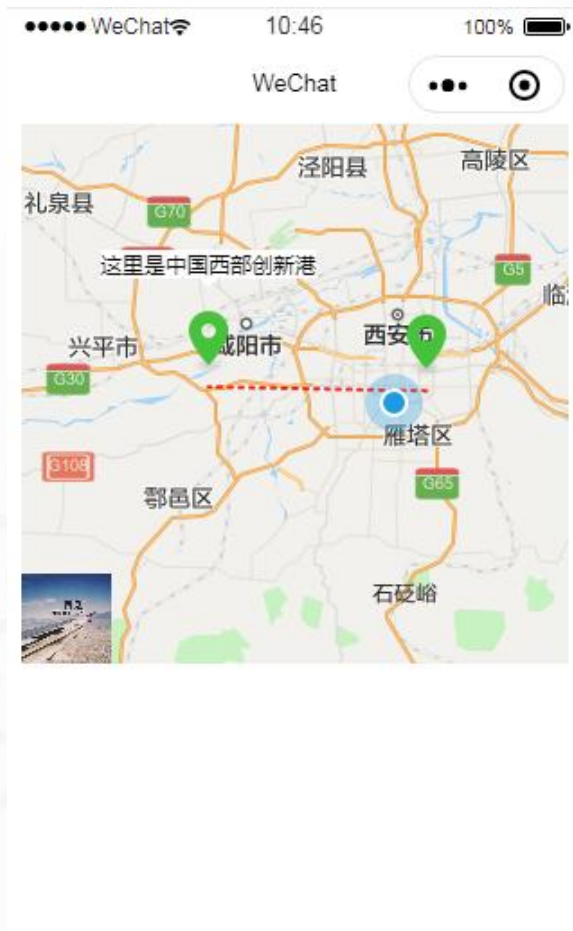 WeChat
10:46
100%
WeChat
泾阳县
高陵区
礼泉县
G70
这里是中国西部创新港
G5
兴平市
咸阳市
西安市
G30
雁塔区
G108
G65
鄠邑区
石砭峪